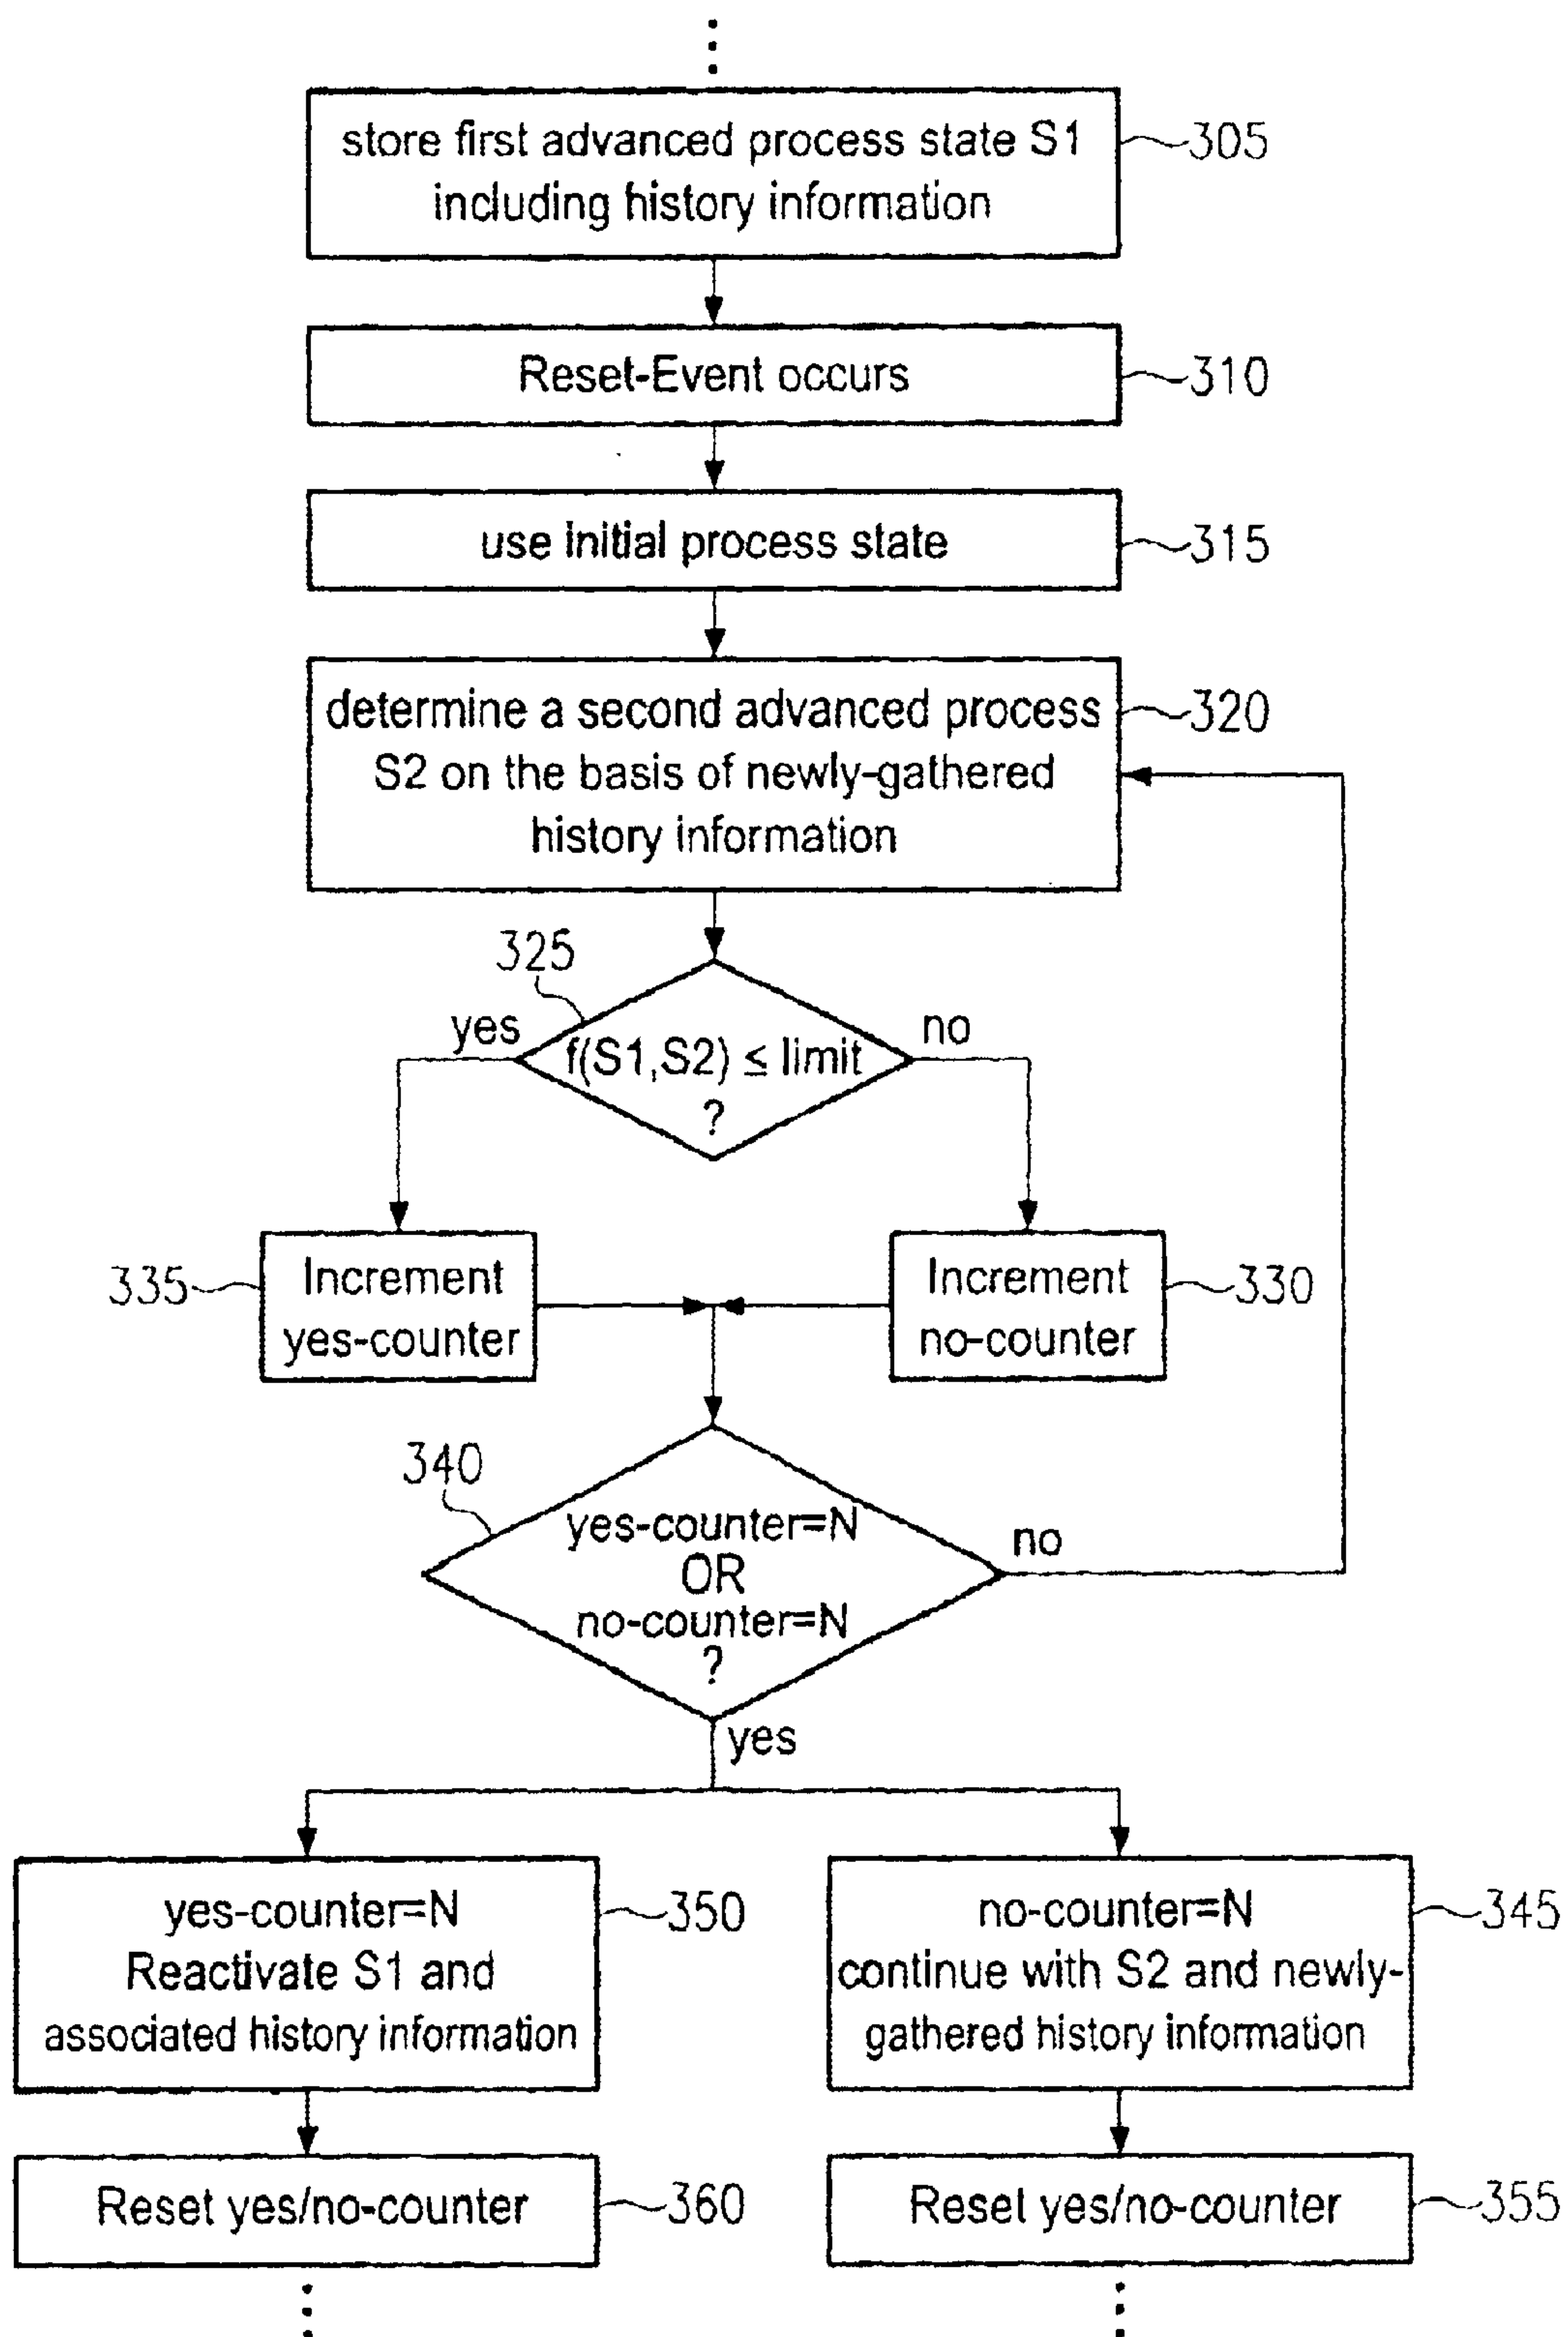 store first advanced process state S1
including history information
305
Reset-Event occurs
310
use initial process state
315
determine a second advanced process
S2 on the basis of newly-gathered
history information
320
325
yes
no
f(S1,S2) ≤ limit
?
335
Increment
yes-counter
Increment
no-counter
330
340
yes-counter=N
OR
no-counter=N
?
no
yes
yes-counter=N
Reactivate S1 and
associated history information
350
no-counter=N
continue with S2 and newly-
gathered history information
345
Reset yes/no-counter
360
Reset yes/no-counter
355